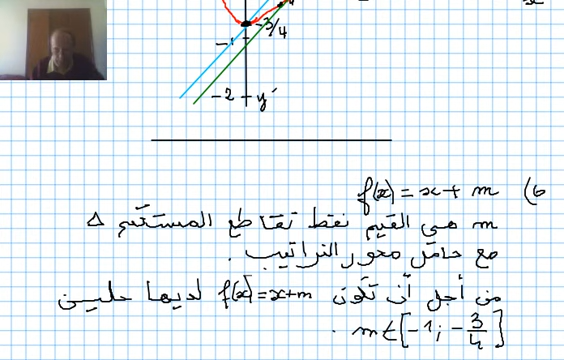 -3/4
-1
-2 y'
6) f(x) = x + m
m هي القيم نقط تقاطع المستقيم Δ
مع حامل محور التراتيب .
من أجل أن تكون f(x)=x+m لديها حلين
m ∈ [-1 ; -3/4] .